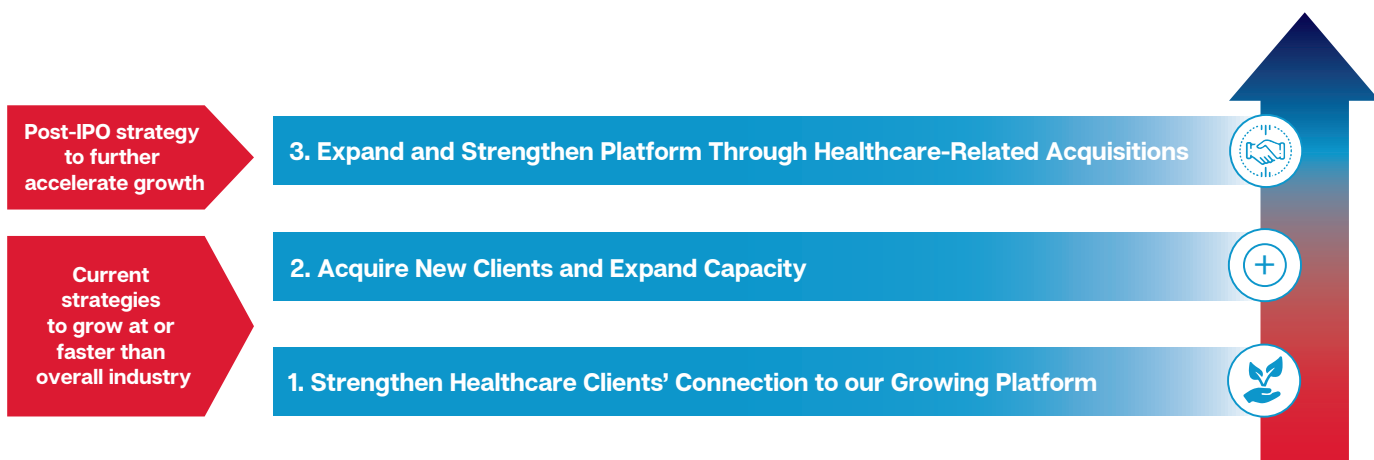 Post-IPO strategy
to further
accelerate growth
3. Expand and Strengthen Platform Through Healthcare-Related Acquisitions
Current
strategies
to grow at or
faster than
overall industry
2. Acquire New Clients and Expand Capacity
1. Strengthen Healthcare Clients’ Connection to our Growing Platform